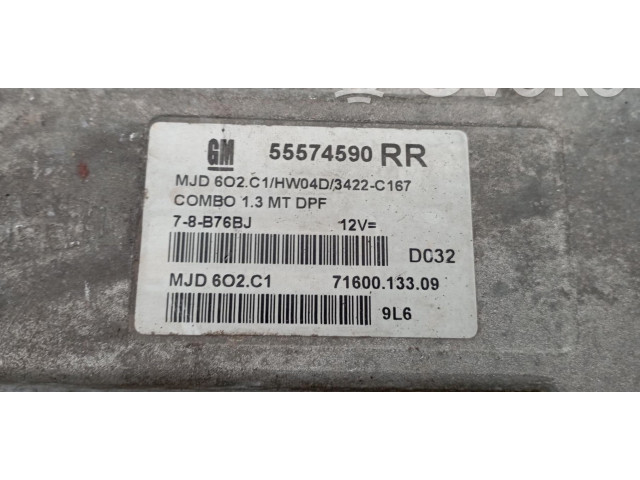 GM 55574590 RR
MJD 6O2.C1/HW04D/3422-C167
COMBO 1.3 MT DPF
7-8-B76BJ 12V=
D032
MJD 6O2.C1 71600.133.09
9L6